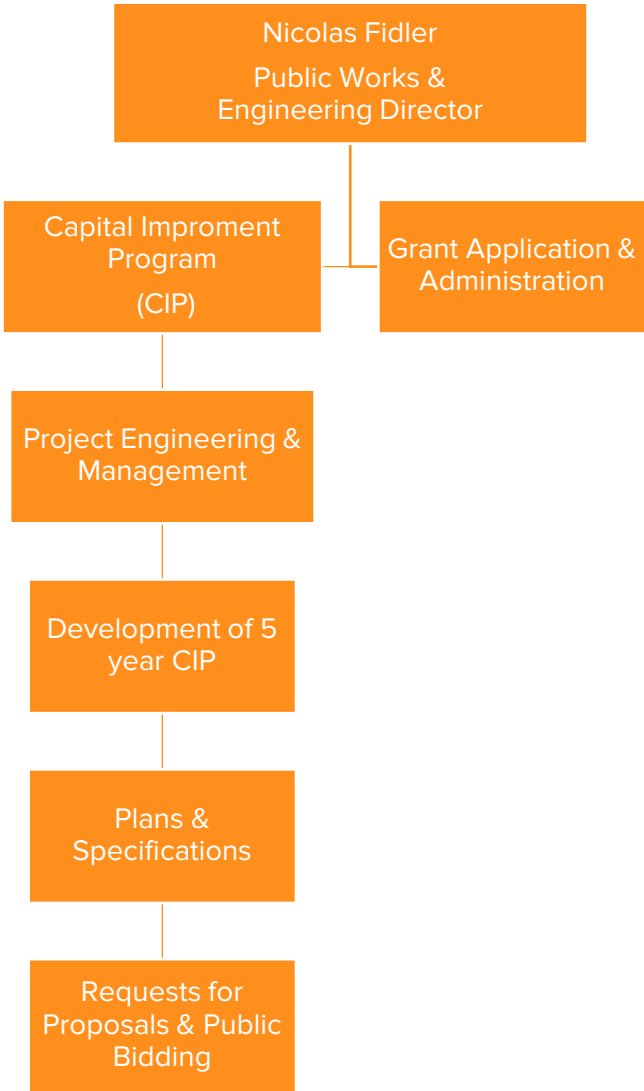 Nicolas Fidler
Public Works &
Engineering Director
Capital Improment
Program
(CIP)
Grant Application &
Administration
Project Engineering &
Management
Development of 5
year CIP
Plans &
Specifications
Requests for
Proposals & Public
Bidding